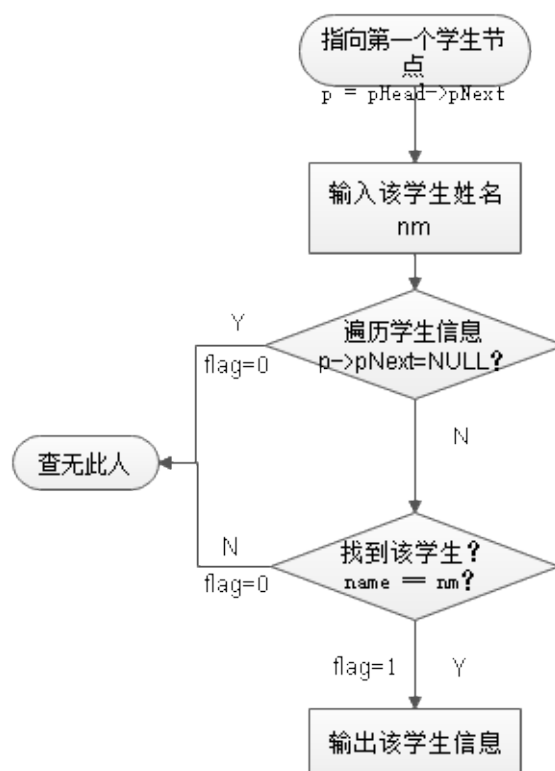 指向第一个学生节
点
p = pHead->pNext
输入该学生姓名
nm
遍历学生信息
p->pNext=NULL?
Y
flag=0
N
查无此人
找到该学生?
name == nm?
N
flag=0
flag=1
Y
输出该学生信息